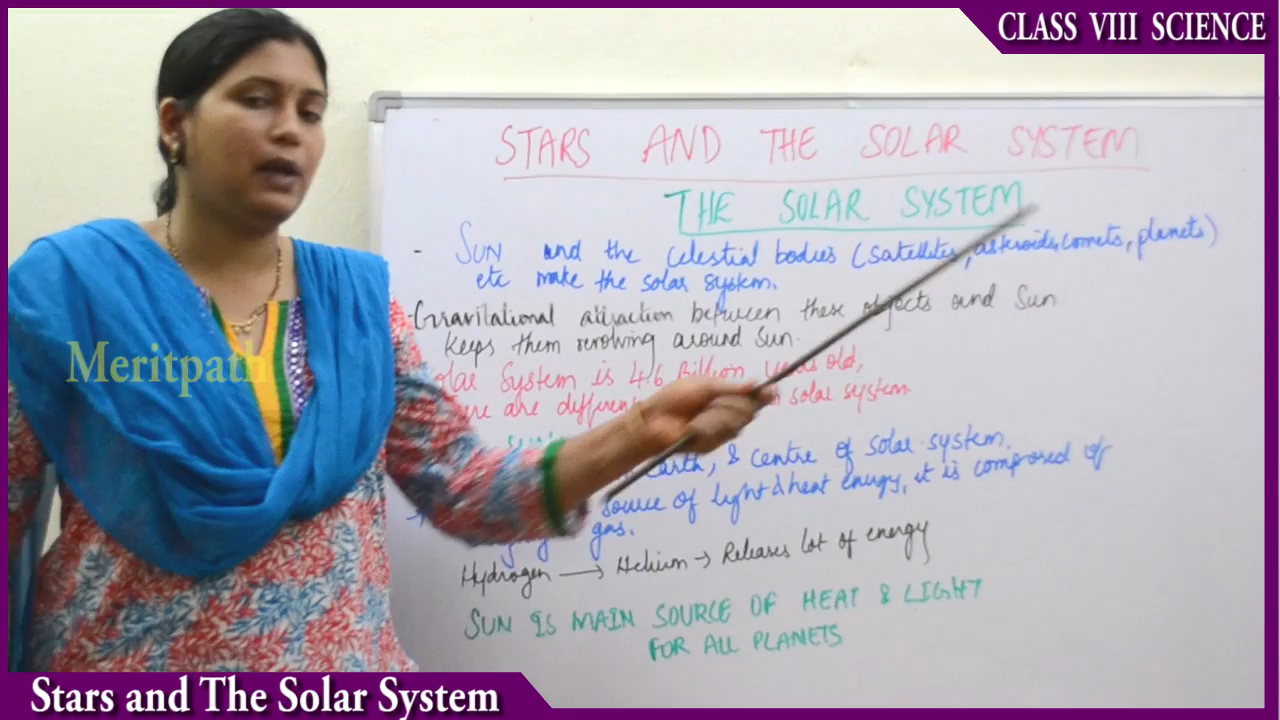 CLASS VIII SCIENCE
STARS AND THE SOLAR SYSTEM
THE SOLAR SYSTEM
- SUN and the Celestial bodies (satellites, asteroids, comets, planets)
etc make the solar system.
- Gravitational attraction between these objects and Sun
keeps them revolving around Sun.
Meritpath
olar System is 4.6 Billion years old,
ere are different solar system
Earth, & centre of solar system.
source of light & heat energy, it is composed of
gas.
Hydrogen → Helium → Releases lot of energy
SUN IS MAIN SOURCE OF HEAT & LIGHT
FOR ALL PLANETS
Stars and The Solar System